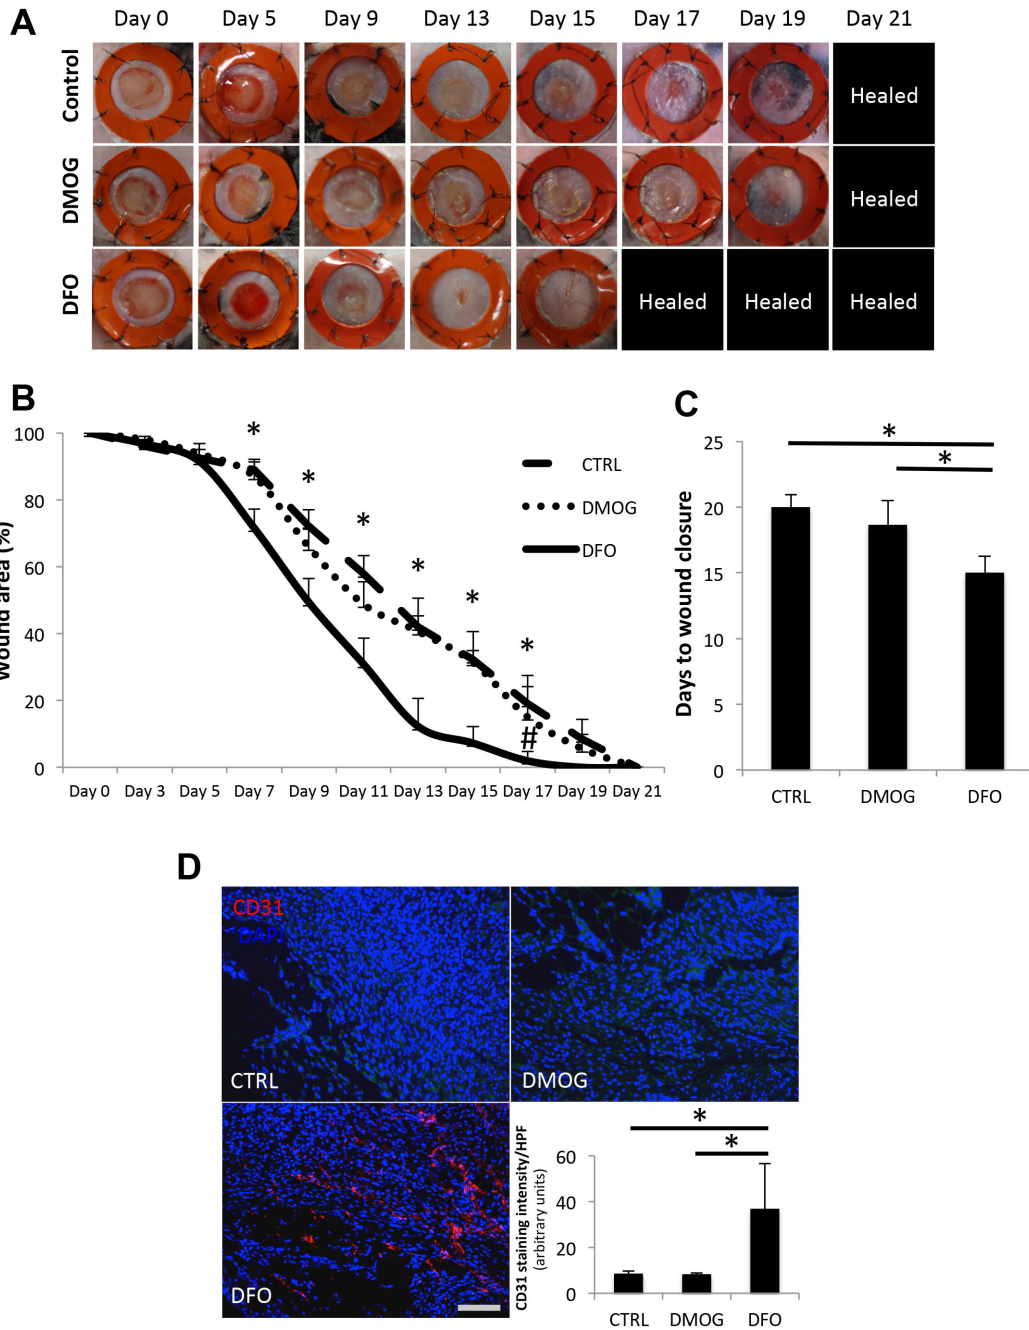 A
Day 0 Day 5 Day 9 Day 13 Day 15 Day 17 Day 19 Day 21
Control
Healed
DMOG
Healed
DFO
Healed Healed Healed
B
Wound area (%)
100
80
60
40
20
0
* * * * * *
#
CTRL
DMOG
DFO
Day 0 Day 3 Day 5 Day 7 Day 9 Day 11 Day 13 Day 15 Day 17 Day 19 Day 21
C
Days to wound closure
25
20
15
10
5
0
*
*
CTRL DMOG DFO
D
CD31
DAPI
CTRL
DMOG
DFO
CD31 staining intensity/HPF
(arbitrary units)
60
40
20
0
*
*
CTRL DMOG DFO